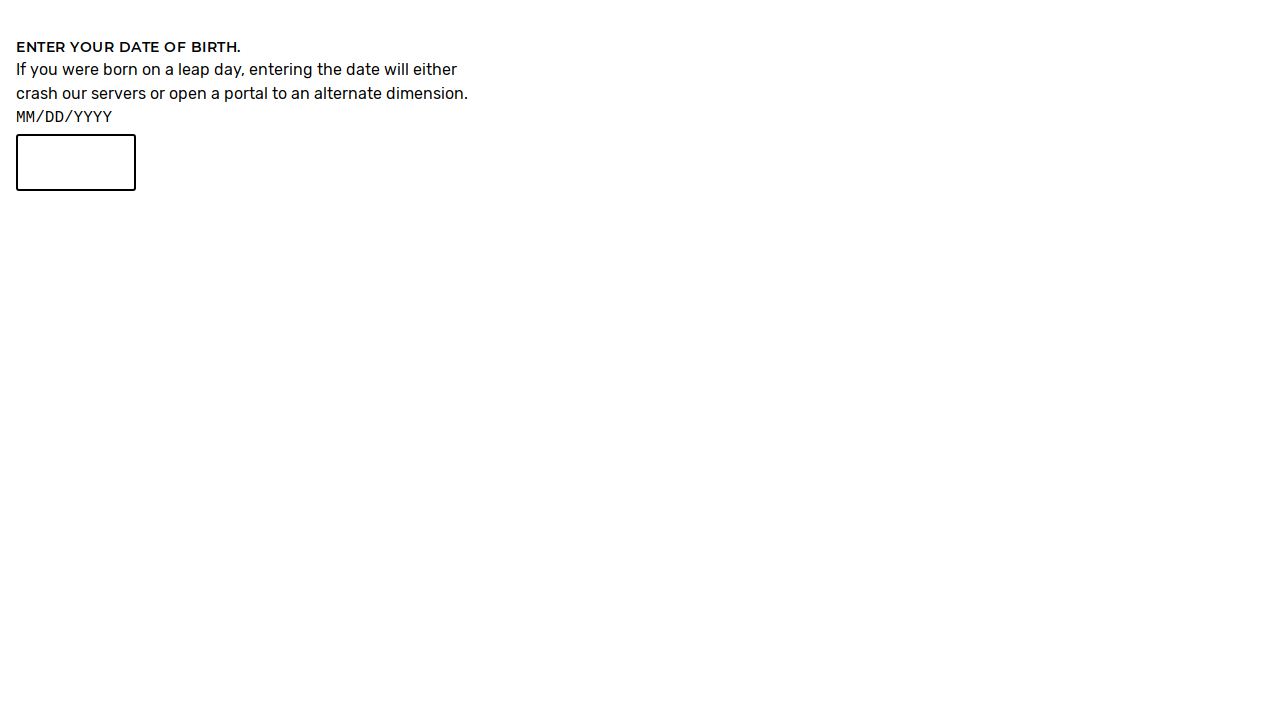 ENTER YOUR DATE OF BIRTH.
If you were born on a leap day, entering the date will either
crash our servers or open a portal to an alternate dimension.
MM/DD/YYYY